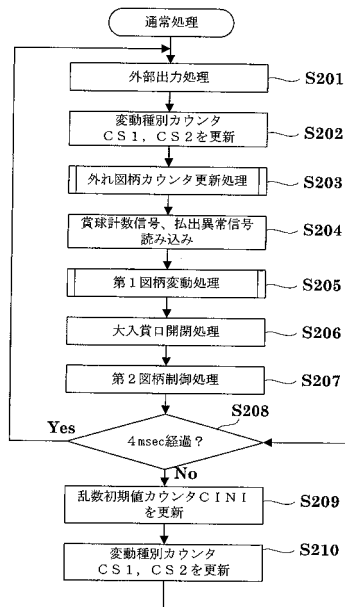 通常処理
外部出力処理
S201
変動種別カウンタ
CS1，CS2を更新
S202
外れ図柄カウンタ更新処理
S203
賞球計数信号、払出異常信号
読み込み
S204
第1図柄変動処理
S205
大入賞口開閉処理
S206
第2図柄制御処理
S207
S208
Yes
4msec経過？
No
乱数初期値カウンタCINI
を更新
S209
変動種別カウンタ
CS1，CS2を更新
S210